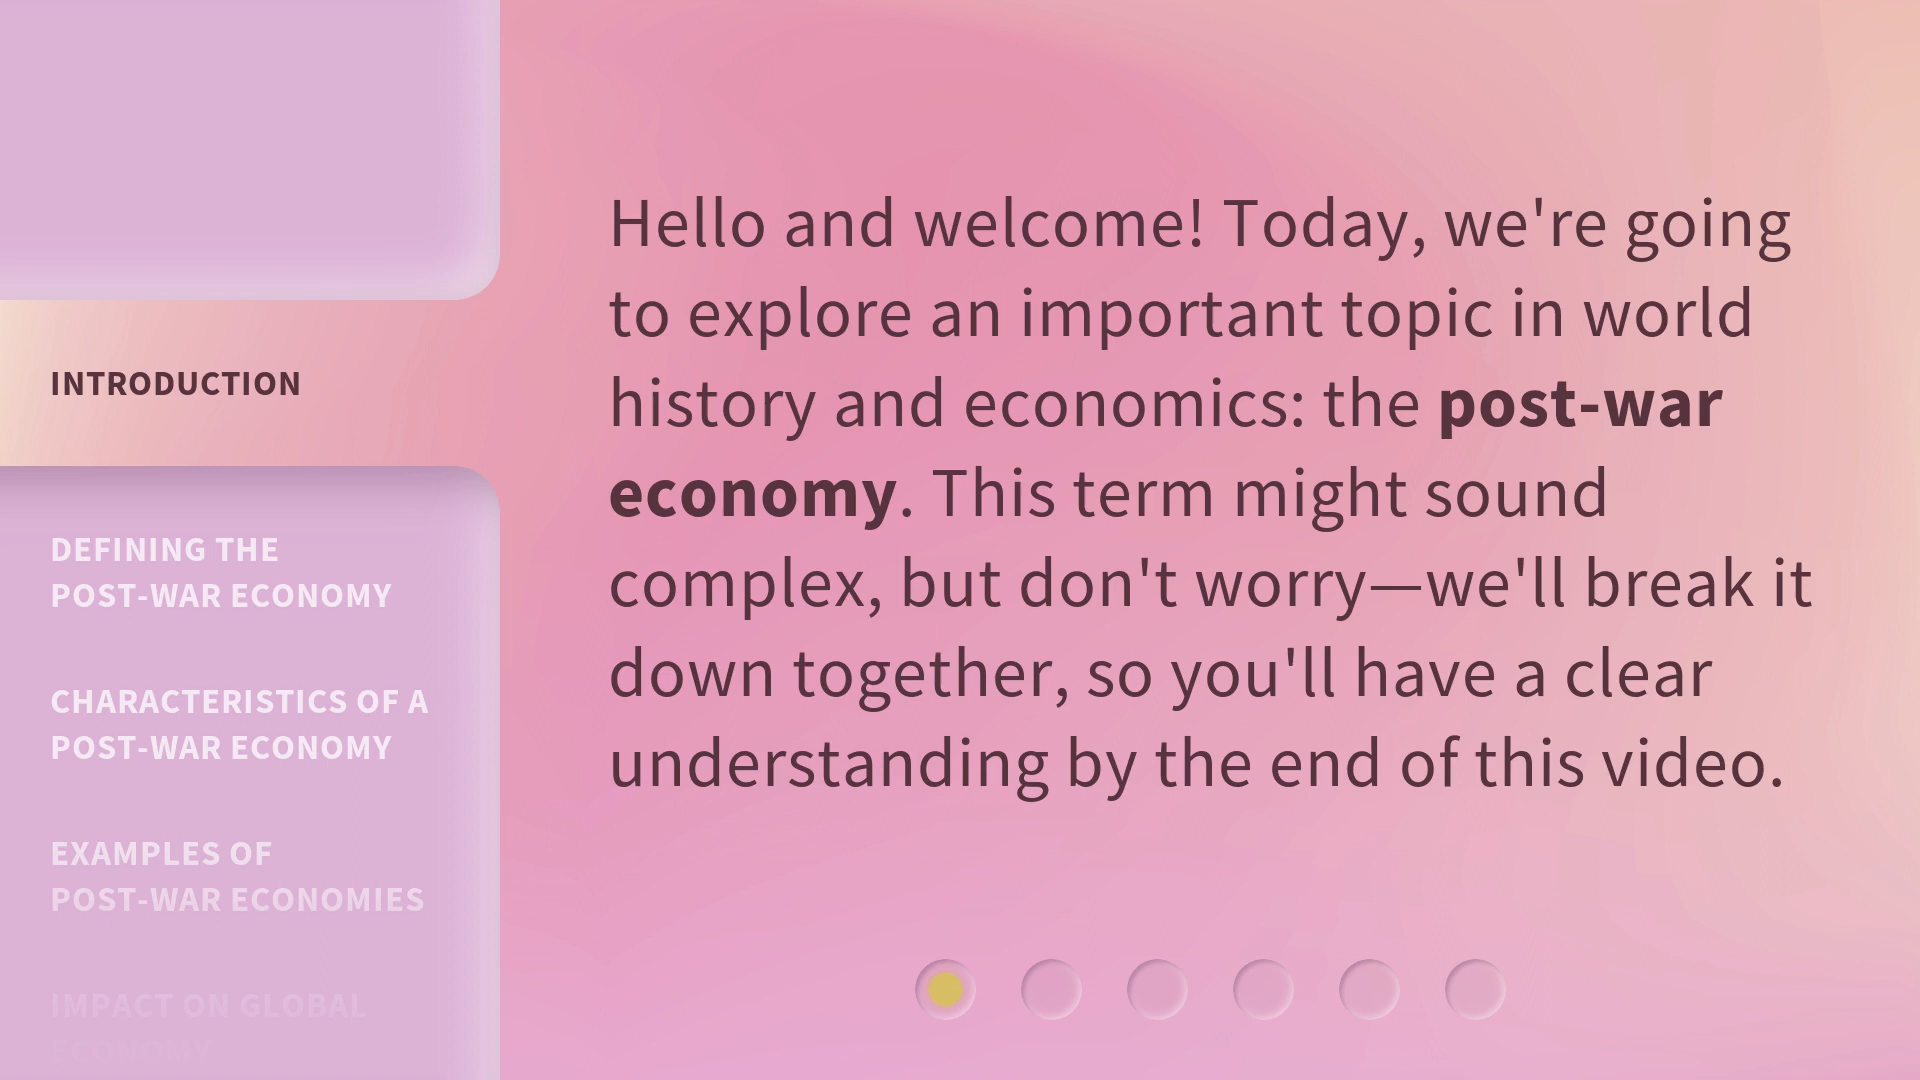 INTRODUCTION
DEFINING THE
POST-WAR ECONOMY
CHARACTERISTICS OF A
POST-WAR ECONOMY
EXAMPLES OF
POST-WAR ECONOMIES
IMPACT ON GLOBAL
ECONOMY
Hello and welcome! Today, we're going
to explore an important topic in world
history and economics: the post-war
economy. This term might sound
complex, but don't worry—we'll break it
down together, so you'll have a clear
understanding by the end of this video.